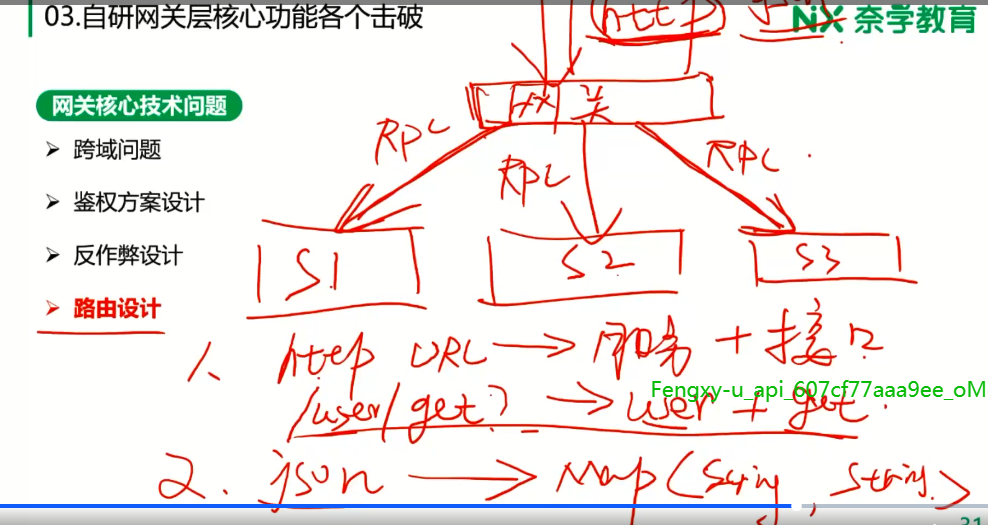 03.自研网关层核心功能各个击破
(http) 
NX 奈学教育
网关核心技术问题
关
➢ 跨域问题
RPC
RPC
RPC
➢ 鉴权方案设计
➢ 反作弊设计
S1
S2
S3
➢ 路由设计
1、http URL → 服务 + 接口
Fengxy-u_api_607cf77aaa9ee_oM
/user/get? → user + get.
2. json → Map(String, String)
31